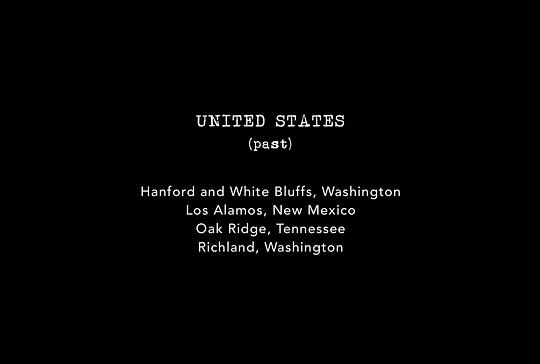 UNITED STATES
(past)
Hanford and White Bluffs, Washington
Los Alamos, New Mexico
Oak Ridge, Tennessee
Richland, Washington